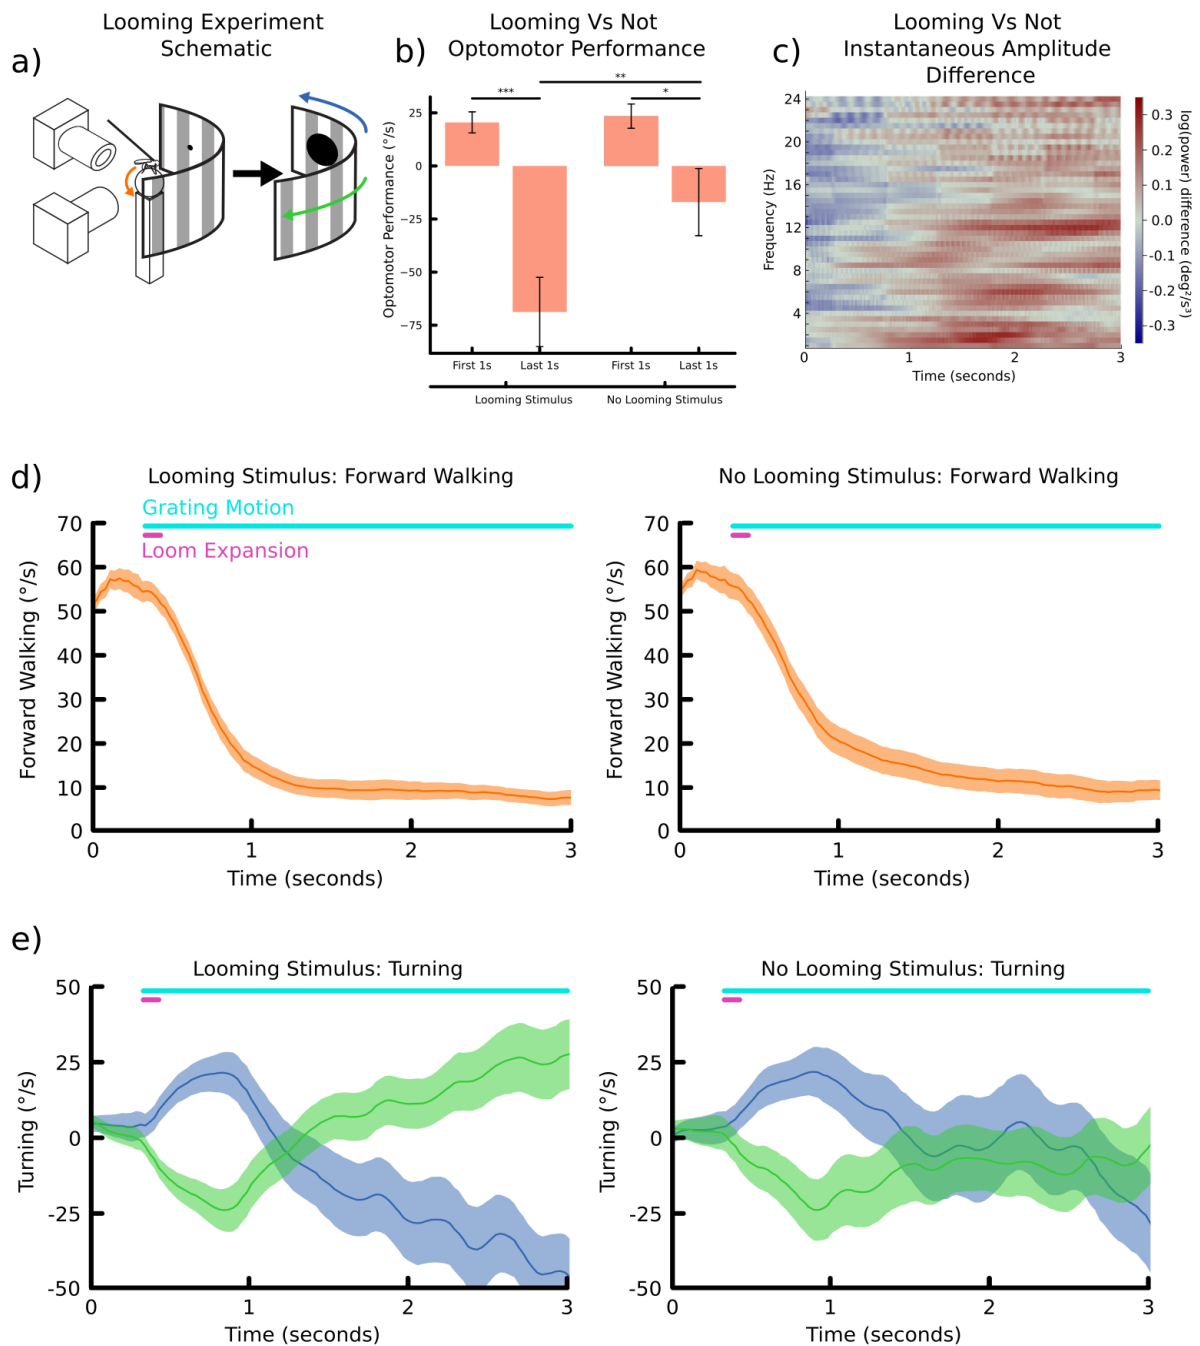 Looming Experiment
Schematic
a)
Looming Vs Not
Optomotor Performance
b)
Optomotor Performance (°/s)
25
0
−25
−50
−75
***
**
*
First 1s
Last 1s
First 1s
Last 1s
Looming Stimulus
No Looming Stimulus
Looming Vs Not
Instantaneous Amplitude
Difference
c)
Frequency (Hz)
24
20
16
12
8
4
0
1
2
3
Time (seconds)
0.3
0.2
0.1
0.0
-0.1
-0.2
-0.3
log(power) difference (deg²/s³)
d)
Looming Stimulus: Forward Walking
Grating Motion
Loom Expansion
Forward Walking (°/s)
70
60
50
40
30
20
10
0
0
1
2
3
Time (seconds)
No Looming Stimulus: Forward Walking
Forward Walking (°/s)
70
60
50
40
30
20
10
0
0
1
2
3
Time (seconds)
e)
Looming Stimulus: Turning
Turning (°/s)
50
25
0
-25
-50
0
1
2
3
Time (seconds)
No Looming Stimulus: Turning
Turning (°/s)
50
25
0
-25
-50
0
1
2
3
Time (seconds)